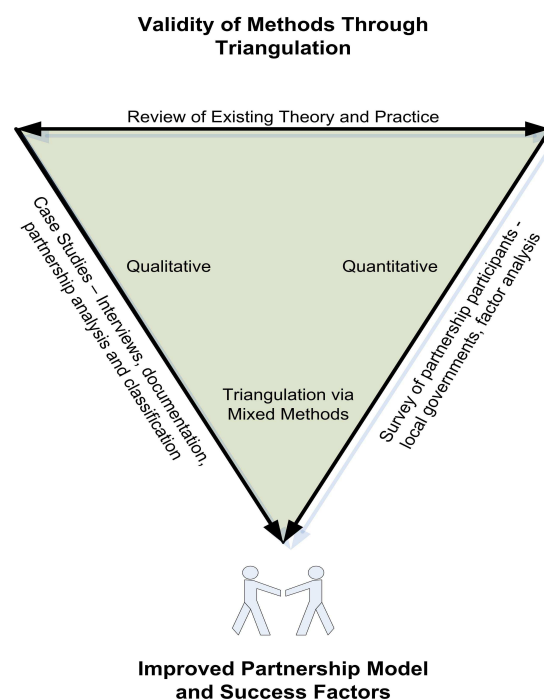 Validity of Methods Through
Triangulation
Review of Existing Theory and Practice
Case Studies – Interviews, documentation,
partnership analysis and classification
Qualitative
Quantitative
Survey of partnership participants -
local governments, factor analysis
Triangulation via
Mixed Methods
Improved Partnership Model
and Success Factors